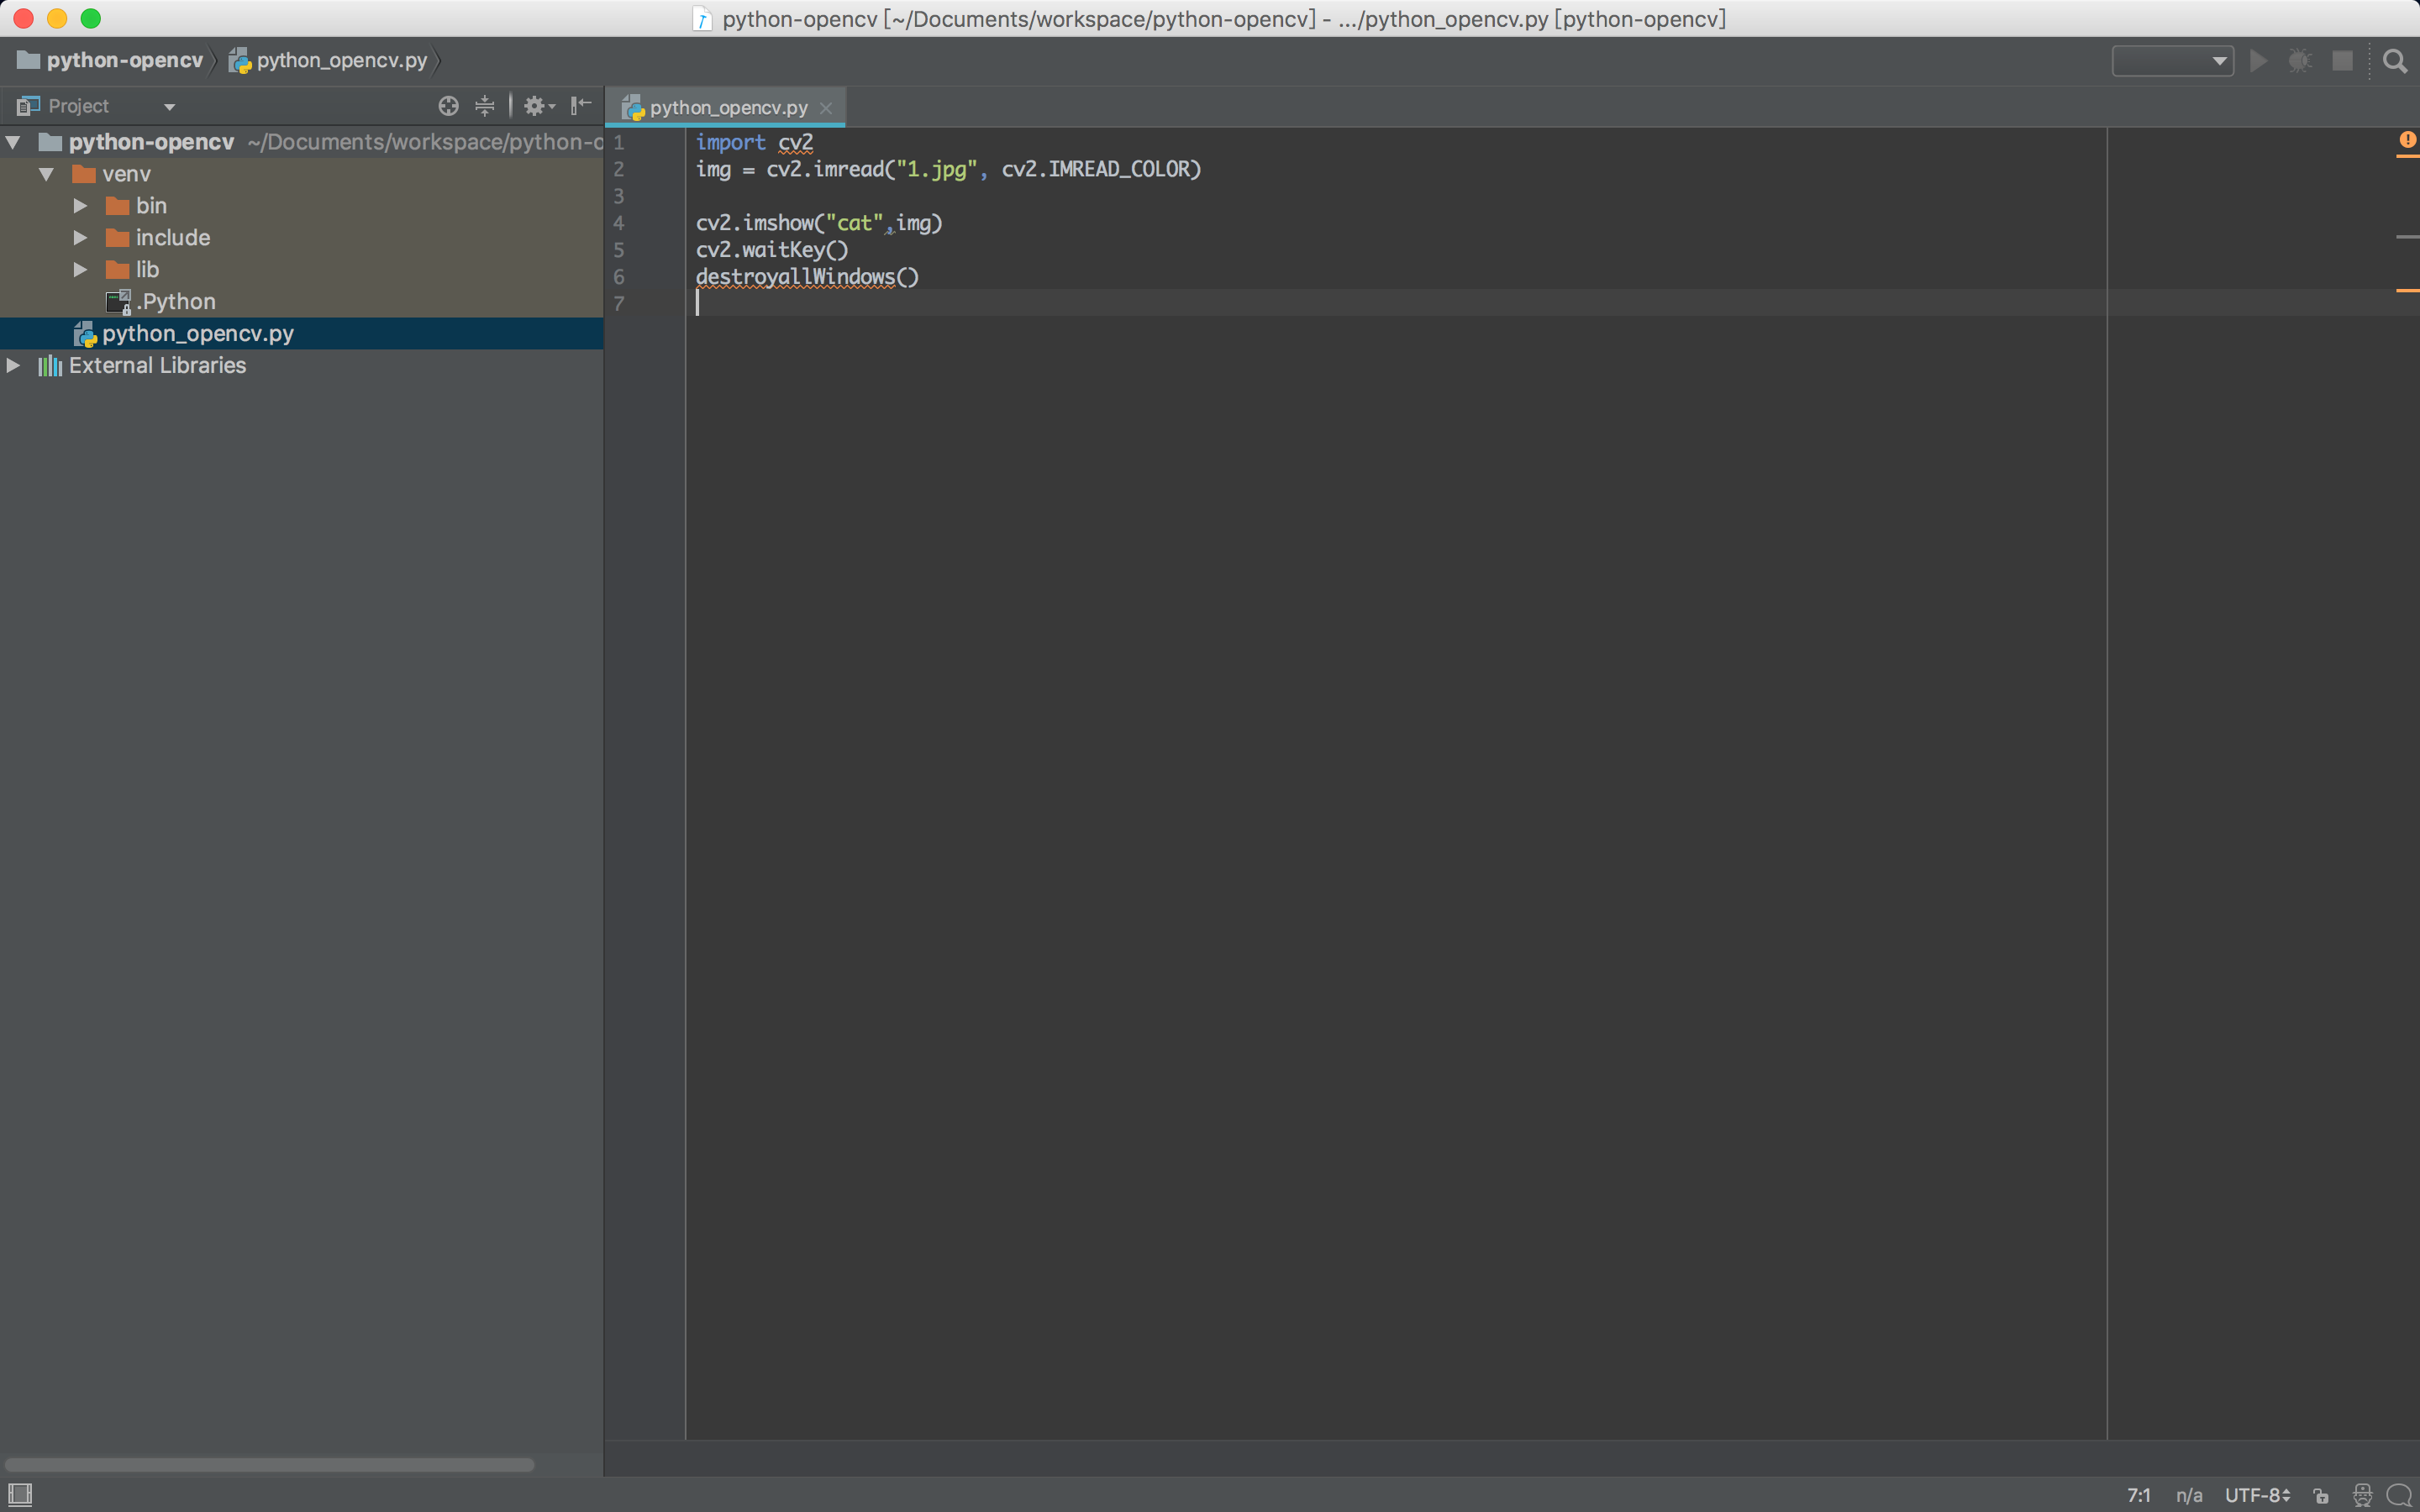 python-opencv [~/Documents/workspace/python-opencv] - .../python_opencv.py [python-opencv]
python-opencv python_opencv.py
Project
python_opencv.py
python-opencv ~/Documents/workspace/python-o
venv
bin
include
lib
.Python
python_opencv.py
External Libraries
1 import cv2
2 img = cv2.imread("1.jpg", cv2.IMREAD_COLOR)
3
4 cv2.imshow("cat",img)
5 cv2.waitKey()
6 destroyallWindows()
7
7:1 n/a UTF-8